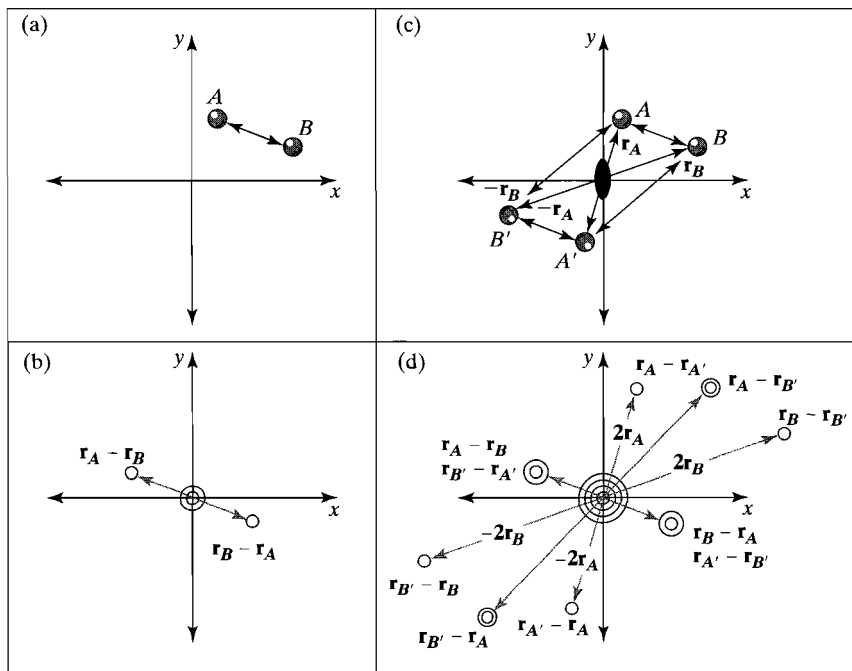 (a)
y
A
B
x
(c)
y
A
B
r_A
r_B
x
−r_B
−r_A
B′
A′
(b)
y
r_A − r_B
x
r_B − r_A
(d)
y
r_A − r_A′
r_A − r_B′
r_B − r_B′
2r_A
r_A − r_B
r_B′ − r_A′
2r_B
x
r_B − r_A
r_A′ − r_B′
−2r_B
−2r_A
r_B′ − r_B
r_B′ − r_A
r_A′ − r_A